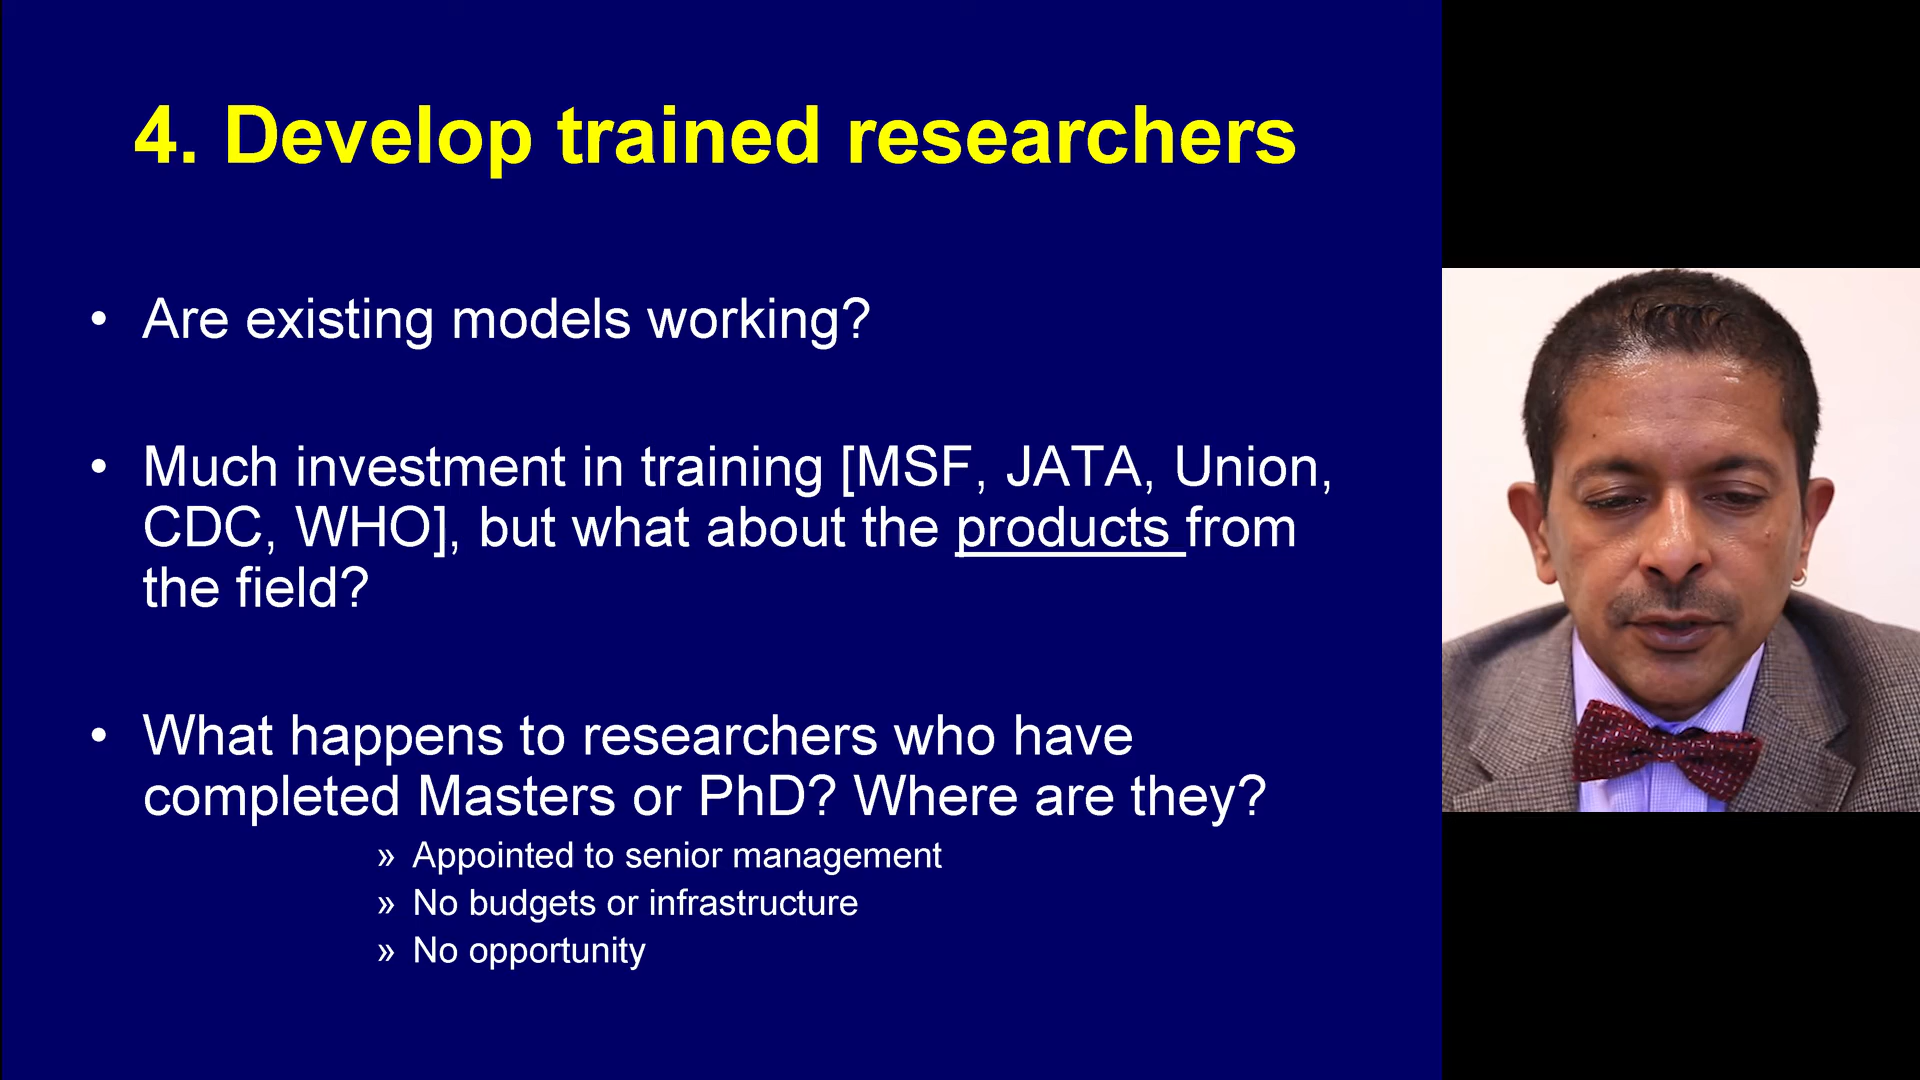 4. Develop trained researchers
• Are existing models working?
• Much investment in training [MSF, JATA, Union,
CDC, WHO], but what about the products from
the field?
• What happens to researchers who have
completed Masters or PhD? Where are they?
» Appointed to senior management
» No budgets or infrastructure
» No opportunity